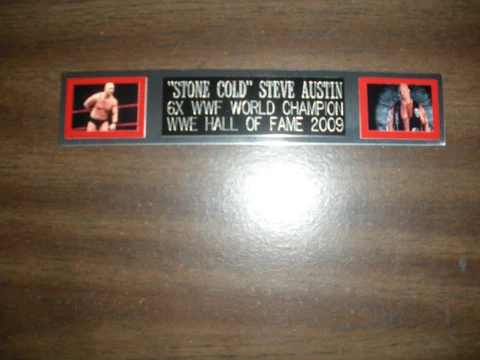 "STONE COLD" STEVE AUSTIN
6X WWF WORLD CHAMPION
WWE HALL OF FAME 2009